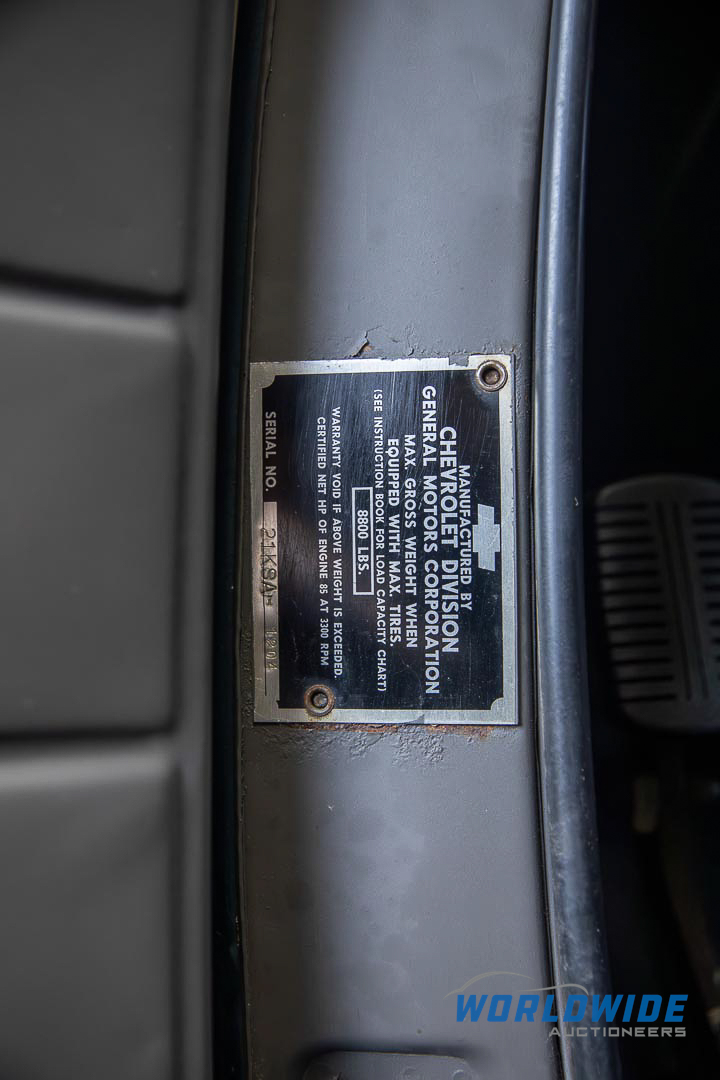 MANUFACTURED BY
CHEVROLET DIVISION
GENERAL MOTORS CORPORATION
MAX. GROSS WEIGHT WHEN
EQUIPPED WITH MAX. TIRES.
(SEE INSTRUCTION BOOK FOR LOAD CAPACITY CHART)
8800 LBS.
WARRANTY VOID IF ABOVE WEIGHT IS EXCEEDED.
CERTIFIED NET HP OF ENGINE 85 AT 3300 RPM
SERIAL NO.
WORLDWIDE
AUCTIONEERS